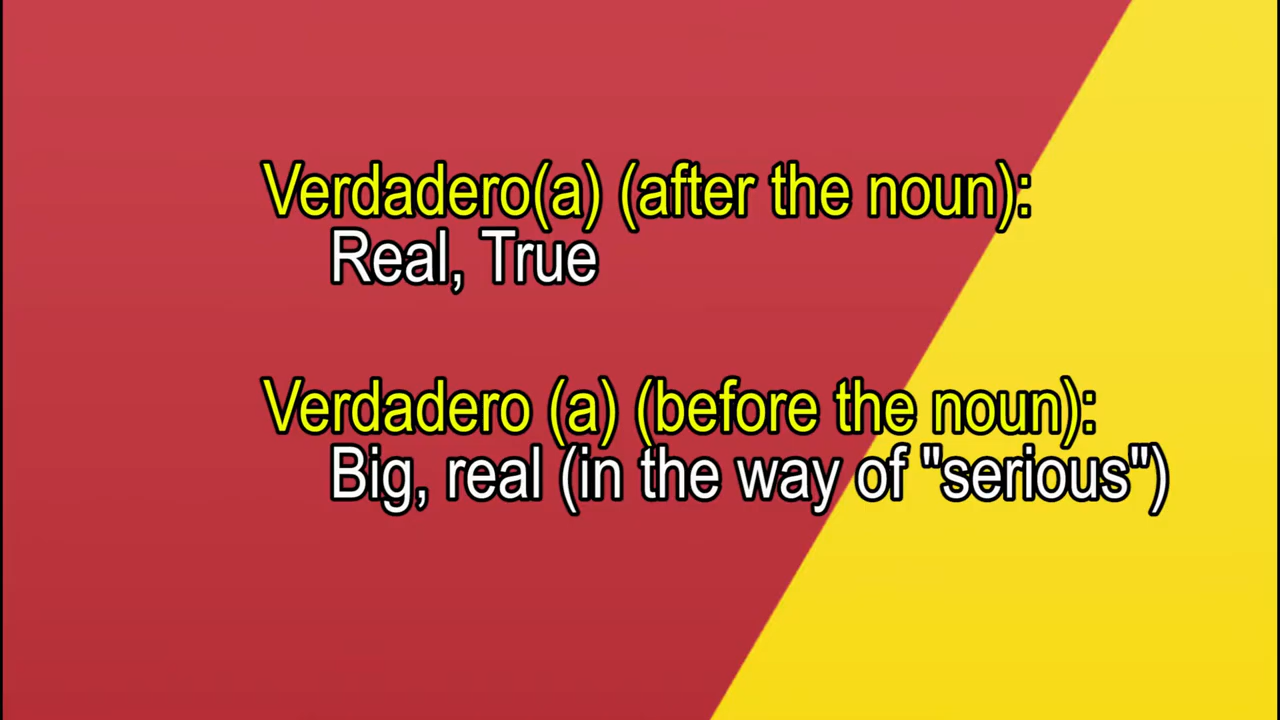 Verdadero(a) (after the noun):
Real, True
Verdadero (a) (before the noun):
Big, real (in the way of "serious")